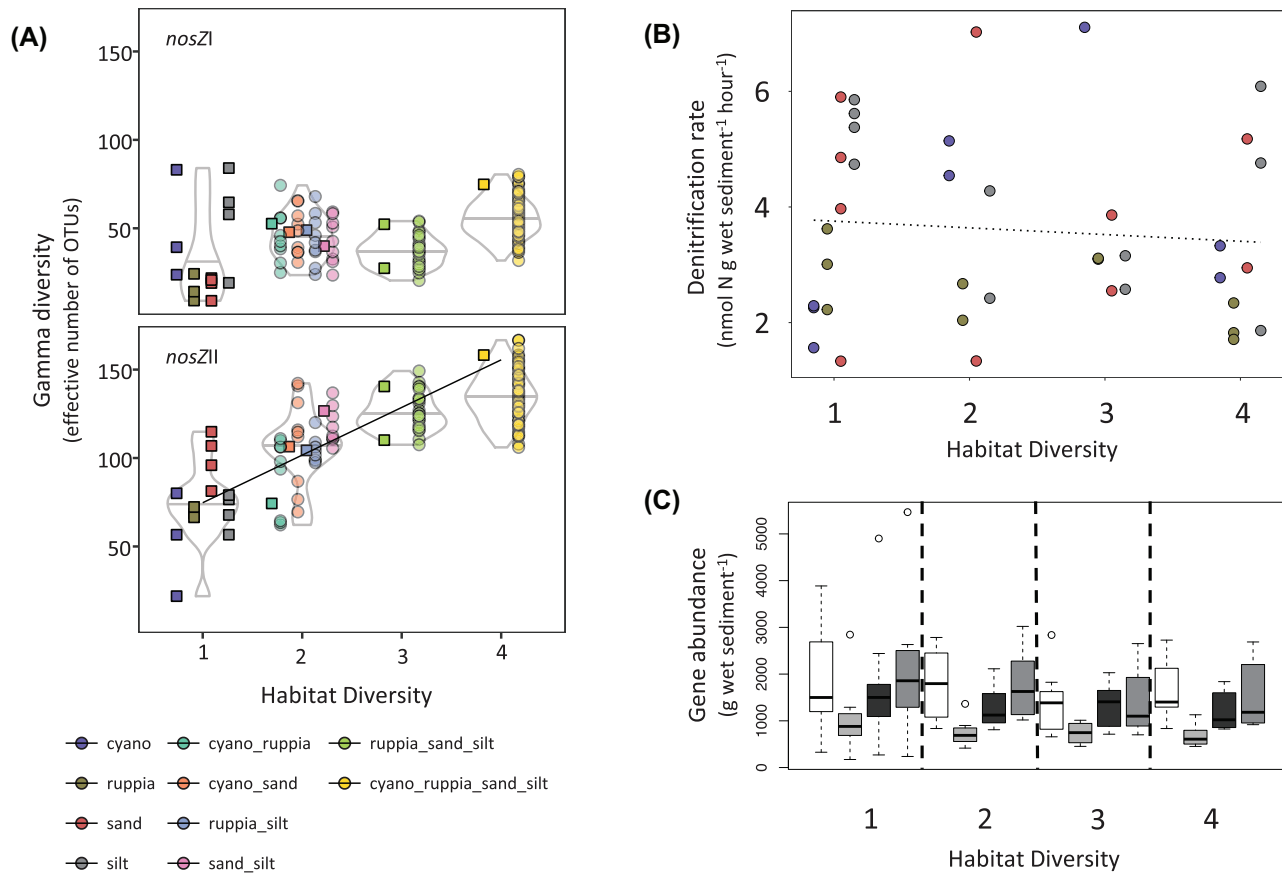 (A)
nosZI
150
100
50
nosZII
150
100
50
Gamma diversity
(effective number of OTUs)
1 2 3 4
Habitat Diversity
cyano cyano_ruppia ruppia_sand_silt
ruppia cyano_sand cyano_ruppia_sand_silt
sand ruppia_silt
silt sand_silt
(B)
Denitrification rate
(nmol N g wet sediment⁻¹ hour⁻¹)
6
4
2
1 2 3 4
Habitat Diversity
(C)
Gene abundance
(g wet sediment⁻¹)
5000
4000
3000
2000
1000
0
1 2 3 4
Habitat Diversity